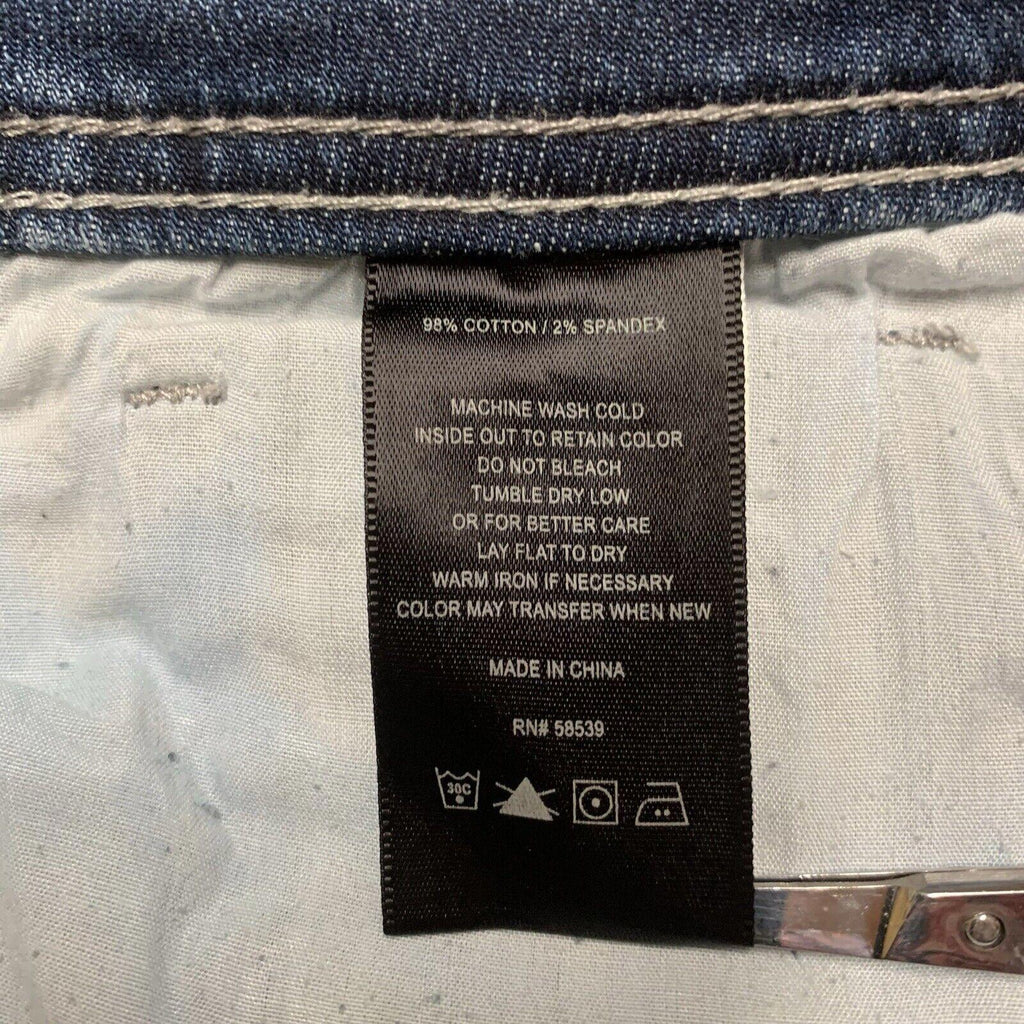 98% COTTON / 2% SPANDEX
MACHINE WASH COLD
INSIDE OUT TO RETAIN COLOR
DO NOT BLEACH
TUMBLE DRY LOW
OR FOR BETTER CARE
LAY FLAT TO DRY
WARM IRON IF NECESSARY
COLOR MAY TRANSFER WHEN NEW
MADE IN CHINA
RN# 58539
30C